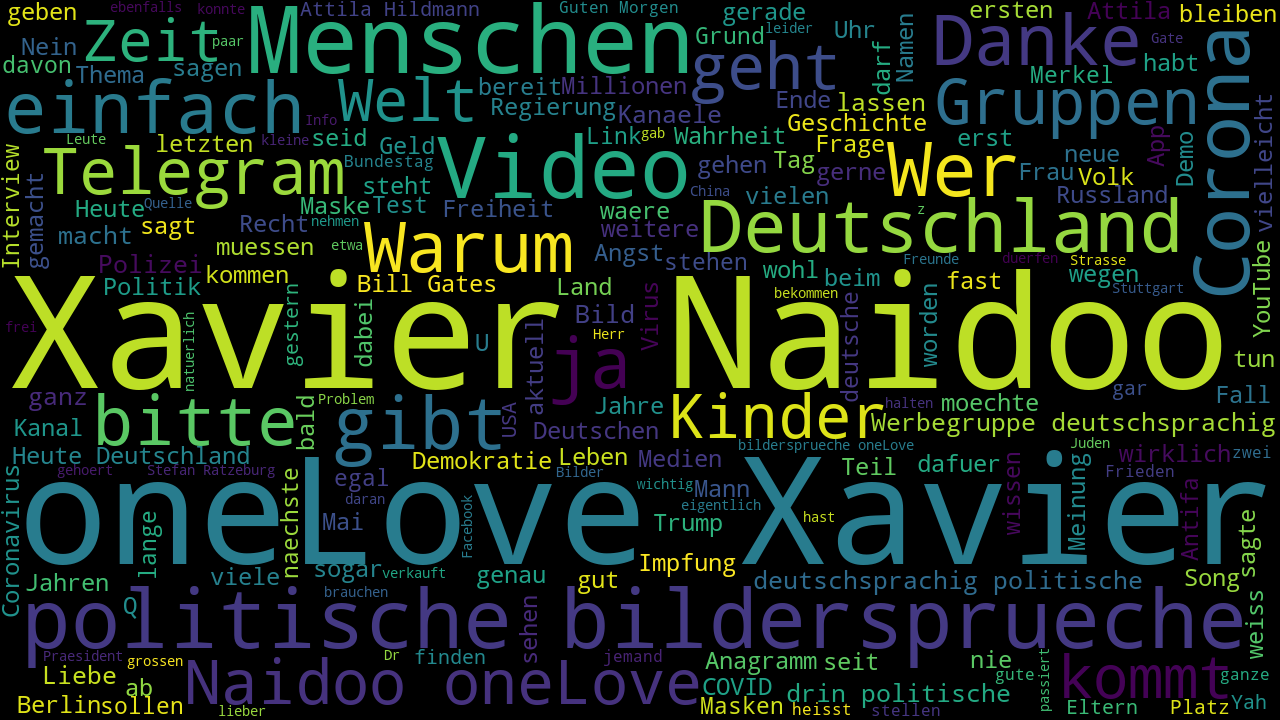 geben
ebenfalls
konnte
Attila Hildmann
Guten Morgen
gerade
ersten
Attila
bleiben
Nein
Zeit
paar
Menschen
Grund
leider
Uhr
darf
Namen
Danke
Gate
davon
Thema
sagen
geht
Merkel
habt
corona
einfach
Welt
bereit
Millionen
Regierung
Kanaele
Ende
lassen
Gruppen
Info
Geschichte
Leute
letzten
kleine
seid
Geld
Link
gab
Wahrheit
Frage
erst
App
Demo
vielleicht
Interview
gemacht
Telegram
Bundestag
Video
gehen
Tag
gerne
Wer
Frau
neue
Volk
steht
China
vielen
Russland
Heute
Quelle
Maske
Test
Freiheit
waere
weitere
Deutschland
z
macht
sagt
Recht
nehmen
muessen
etwa
Warum
Angst
stehen
Polizei
kommen
Politik
Bill Gates
Land
wohl
beim
Freunde
fast
duerfen
wegen
Strasse
Stuttgart
YouTube
bekommen
Xavier Naidoo
frei
natuerlich
gestern
dabei
U
Bild
Herr
Virus
deutsche
worden
tun
ja
aktuell
USA
ganz
Problem
Jahre
gar
Fall
Kanal
bitte
bald
gibt
Deutschen
Kinder
halten
moechte
Werbegruppe deutschsprachig
Heute Deutschland
bildersprueche oneLove
Juden
gehoert
Stefan Ratzeburg
Demokratie
Leben
Medien
Teil
dafuer
wirklich
zwei
Coronavirus
naechste
egal
Bilder
wichtig
Mann
wissen
Meinung
Frieden
daran
eigentlich
oneLove Xavier
Mai
Facebook
Trump
hast
Antifa
sagte
lange
Jahren
viele
sogar
verkauft
genau
gut
Impfung
deutschsprachig politische
Song
weiss
Q
brauchen
politische bildersprueche
sehen
Praesident
grossen
Dr
finden
jemand
Anagramm
seit
nie
gute
passiert
kommt
ganze
Liebe
ab
Naidoo oneLove
COVID
drin politische
Berlin
sollen
lieber
Masken
heisst
stellen
Eltern
Platz
Yah